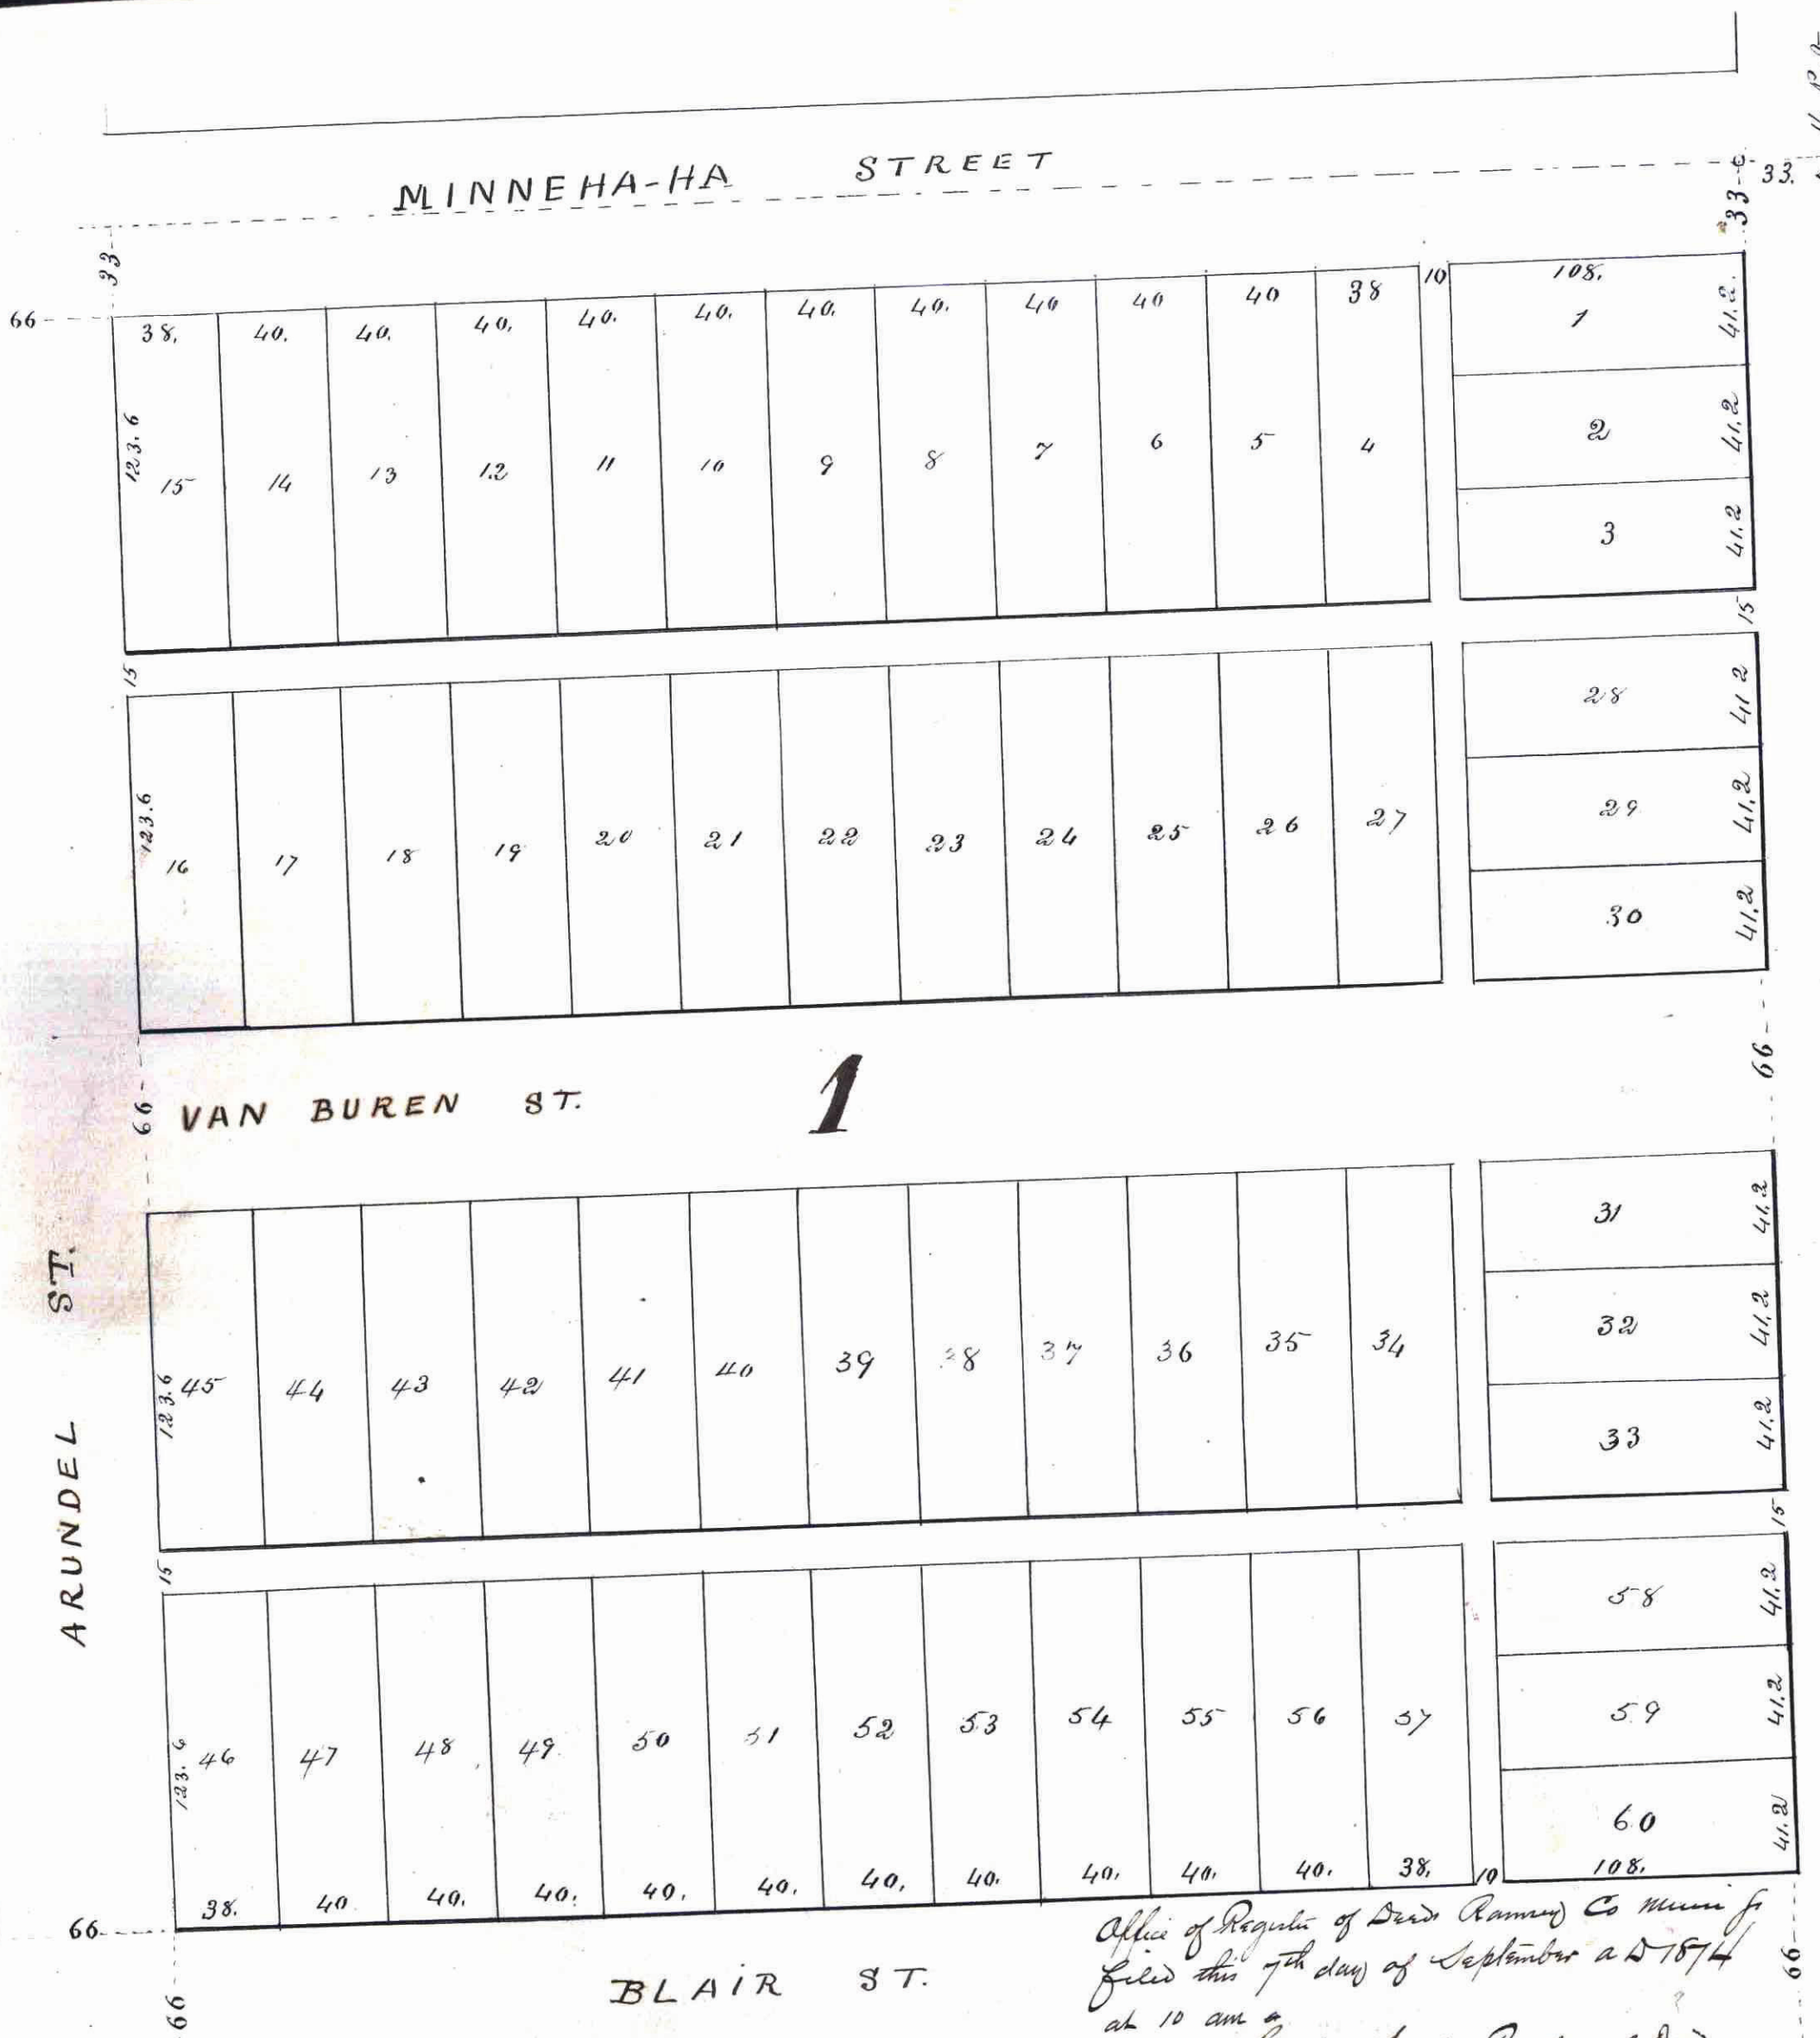 MINNEHA-HA STREET
33
33
33.
66
66
38. 40. 40. 40. 40. 40. 40. 40. 40 40 40 38 10 108.
123.6
15 14 13 12 11 10 9 8 7 6 5 4
1 41.2.
2 41.2
3 41.2
15
15
123.6
16 17 18 19 20 21 22 23 24 25 26 27
28 41 2
29 41.2
30 41.2
66
66
VAN BUREN ST.
1
ARUNDEL ST.
123.6
45 44 43 42 41 40 39 38 37 36 35 34
31 41.2
32 41.2
33 41.2
15
15
123.6
46 47 48 49 50 51 52 53 54 55 56 57
58 41.2
59 41.2
60 41.2
38. 40 40. 40. 40. 40. 40. 40. 40. 40. 40. 38. 10 108.
66
66
BLAIR ST.
66
Office of Register of Deeds Ramsey Co
filed this 7th day of September A D 1874
at 10 am